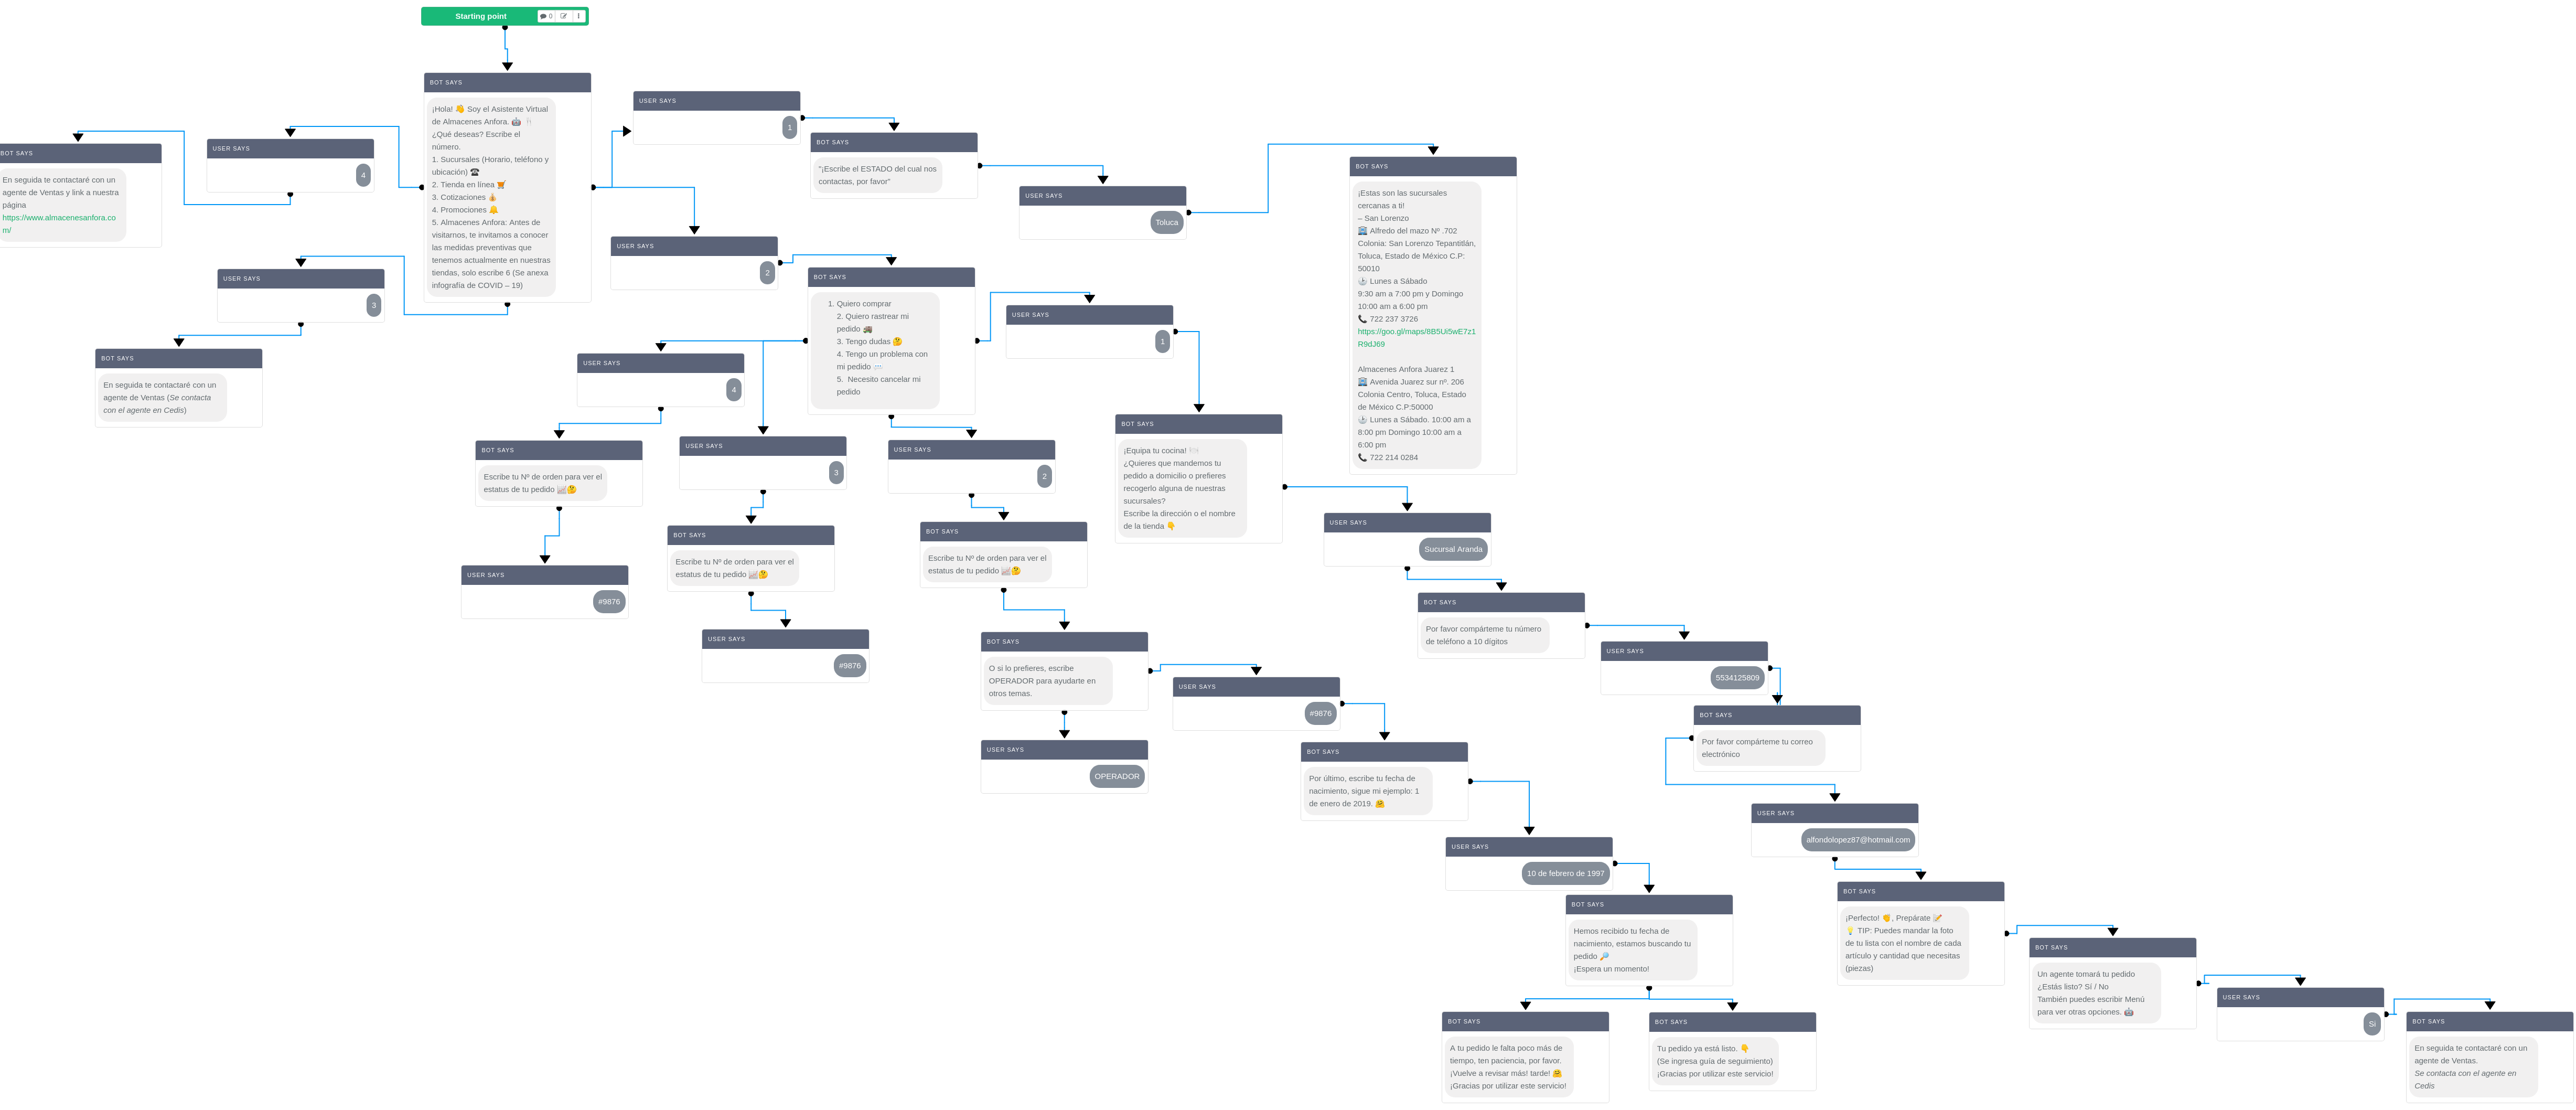 Starting point
0
BOT SAYS
¡Hola! 👋 Soy el Asistente Virtual
de Almacenes Anfora. 🤖 🍴
¿Qué deseas? Escribe el
número.
1. Sucursales (Horario, teléfono y
ubicación) ☎
2. Tienda en línea 🛒
3. Cotizaciones 💰
4. Promociones 🔔
5. Almacenes Anfora: Antes de
visitarnos, te invitamos a conocer
las medidas preventivas que
tenemos actualmente en nuestras
tiendas, solo escribe 6 (Se anexa
infografía de COVID – 19)
USER SAYS
4
BOT SAYS
En seguida te contactaré con un
agente de Ventas y link a nuestra
página
https://www.almacenesanfora.co
m/
USER SAYS
3
BOT SAYS
En seguida te contactaré con un
agente de Ventas (Se contacta
con el agente en Cedis)
USER SAYS
1
BOT SAYS
"¡Escribe el ESTADO del cual nos
contactas, por favor"
USER SAYS
Toluca
BOT SAYS
¡Estas son las sucursales
cercanas a ti!
– San Lorenzo
🏪 Alfredo del mazo Nº .702
Colonia: San Lorenzo Tepantitlán,
Toluca, Estado de México C.P:
50010
🕘 Lunes a Sábado
9:30 am a 7:00 pm y Domingo
10:00 am a 6:00 pm
📞 722 237 3726
https://goo.gl/maps/8B5Ui5wE7z1
R9dJ69
Almacenes Anfora Juarez 1
🏪 Avenida Juarez sur nº. 206
Colonia Centro, Toluca, Estado
de México C.P:50000
🕘 Lunes a Sábado. 10:00 am a
8:00 pm Domingo 10:00 am a
6:00 pm
📞 722 214 0284
USER SAYS
2
BOT SAYS
1. Quiero comprar
2. Quiero rastrear mi
pedido 🚚
3. Tengo dudas 🤔
4. Tengo un problema con
mi pedido
5. Necesito cancelar mi
pedido
USER SAYS
4
BOT SAYS
Escribe tu Nº de orden para ver el
estatus de tu pedido 📈🤔
USER SAYS
#9876
USER SAYS
3
BOT SAYS
Escribe tu Nº de orden para ver el
estatus de tu pedido 📈🤔
USER SAYS
#9876
USER SAYS
2
BOT SAYS
Escribe tu Nº de orden para ver el
estatus de tu pedido 📈🤔
BOT SAYS
O si lo prefieres, escribe
OPERADOR para ayudarte en
otros temas.
USER SAYS
OPERADOR
USER SAYS
#9876
BOT SAYS
Por último, escribe tu fecha de
nacimiento, sigue mi ejemplo: 1
de enero de 2019. 🤗
USER SAYS
10 de febrero de 1997
BOT SAYS
Hemos recibido tu fecha de
nacimiento, estamos buscando tu
pedido 🔎
¡Espera un momento!
BOT SAYS
A tu pedido le falta poco más de
tiempo, ten paciencia, por favor.
¡Vuelve a revisar más! tarde! 🤗
¡Gracias por utilizar este servicio!
BOT SAYS
Tu pedido ya está listo. 👇
(Se ingresa guía de seguimiento)
¡Gracias por utilizar este servicio!
USER SAYS
1
BOT SAYS
¡Equipa tu cocina! 🍽
¿Quieres que mandemos tu
pedido a domicilio o prefieres
recogerlo alguna de nuestras
sucursales?
Escribe la dirección o el nombre
de la tienda 👇
USER SAYS
Sucursal Aranda
BOT SAYS
Por favor compárteme tu número
de teléfono a 10 dígitos
USER SAYS
5534125809
BOT SAYS
Por favor compárteme tu correo
electrónico
USER SAYS
alfondolopez87@hotmail.com
BOT SAYS
¡Perfecto! 👏, Prepárate 📝
💡 TIP: Puedes mandar la foto
de tu lista con el nombre de cada
artículo y cantidad que necesitas
(piezas)
BOT SAYS
Un agente tomará tu pedido
¿Estás listo? Sí / No
También puedes escribir Menú
para ver otras opciones. 🤖
USER SAYS
Si
BOT SAYS
En seguida te contactaré con un
agente de Ventas.
Se contacta con el agente en
Cedis